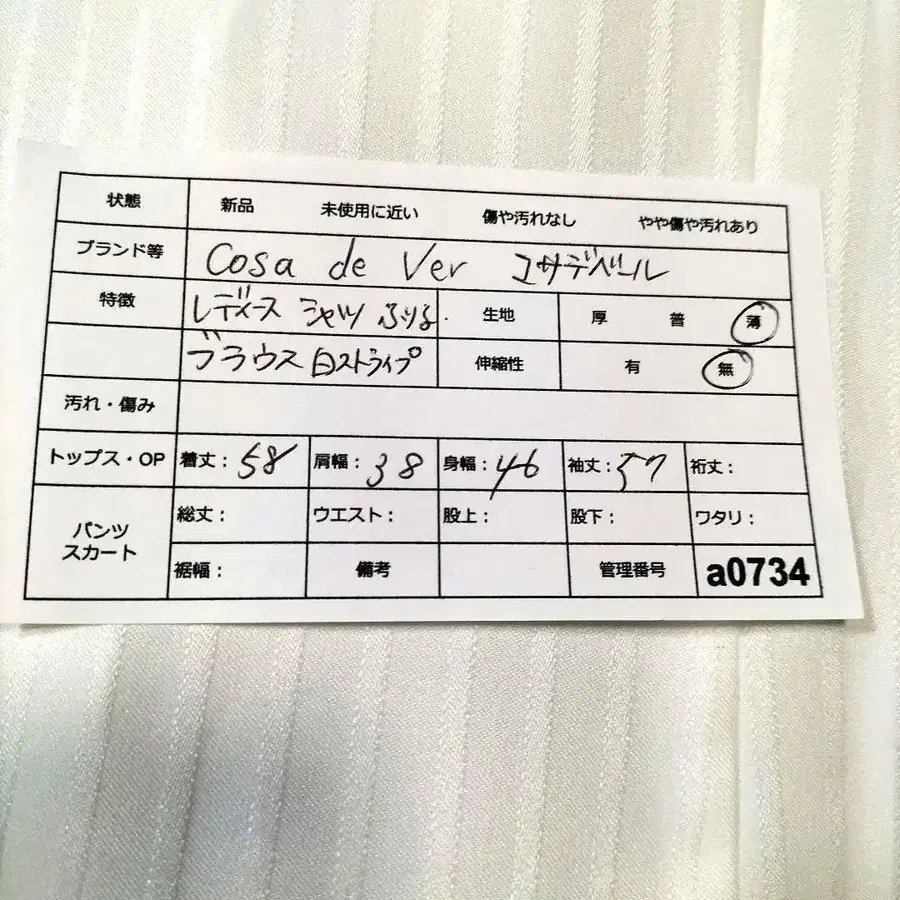 状態 新品 未使用に近い 傷や汚れなし やや傷や汚れあり
ブランド等 Cosa de Ver コサデベール
特徴 レディース シャツ ふりる 生地 厚 普 薄
ブラウス 白ストライプ 伸縮性 有 無
汚れ・傷み
トップス・OP 着丈： 58 肩幅： 38 身幅： 46 袖丈： 57 裄丈：
パンツ スカート 総丈： ウエスト： 股上： 股下： ワタリ：
裾幅： 備考 管理番号 a0734